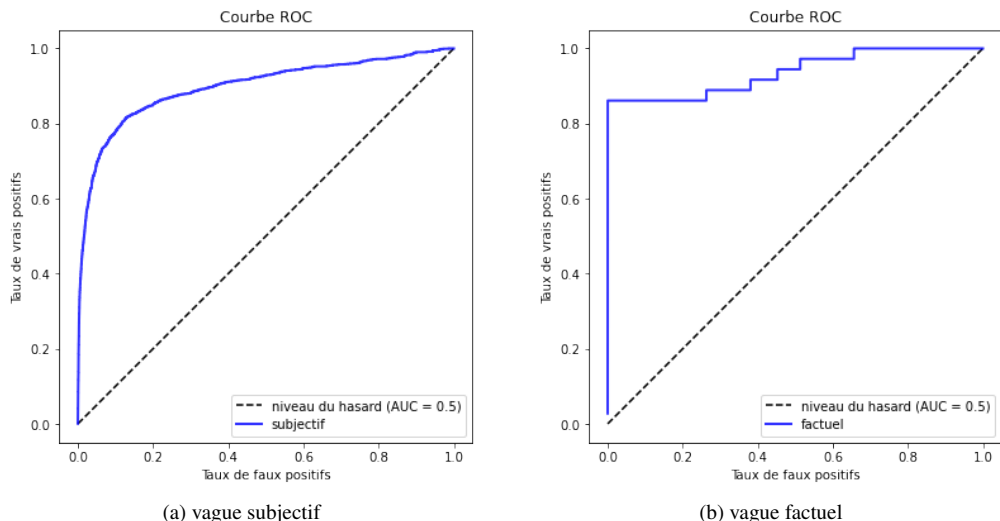 Courbe ROC
Taux de vrais positifs
1.0
0.8
0.6
0.4
0.2
0.0
niveau du hasard (AUC = 0.5)
subjectif
0.0 0.2 0.4 0.6 0.8 1.0
Taux de faux positifs
(a) vague subjectif
Courbe ROC
Taux de vrais positifs
1.0
0.8
0.6
0.4
0.2
0.0
niveau du hasard (AUC = 0.5)
factuel
0.0 0.2 0.4 0.6 0.8 1.0
Taux de faux positifs
(b) vague factuel